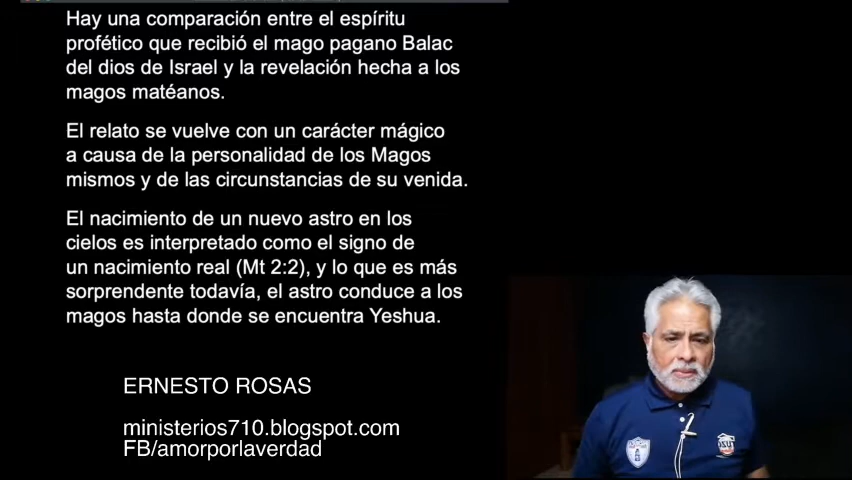 Hay una comparación entre el espíritu
profético que recibió el mago pagano Balac
del dios de Israel y la revelación hecha a los
magos matéanos.
El relato se vuelve con un carácter mágico
a causa de la personalidad de los Magos
mismos y de las circunstancias de su venida.
El nacimiento de un nuevo astro en los
cielos es interpretado como el signo de
un nacimiento real (Mt 2:2), y lo que es más
sorprendente todavía, el astro conduce a los
magos hasta donde se encuentra Yeshua.
ERNESTO ROSAS
ministerios710.blogspot.com
FB/amorporlaverdad